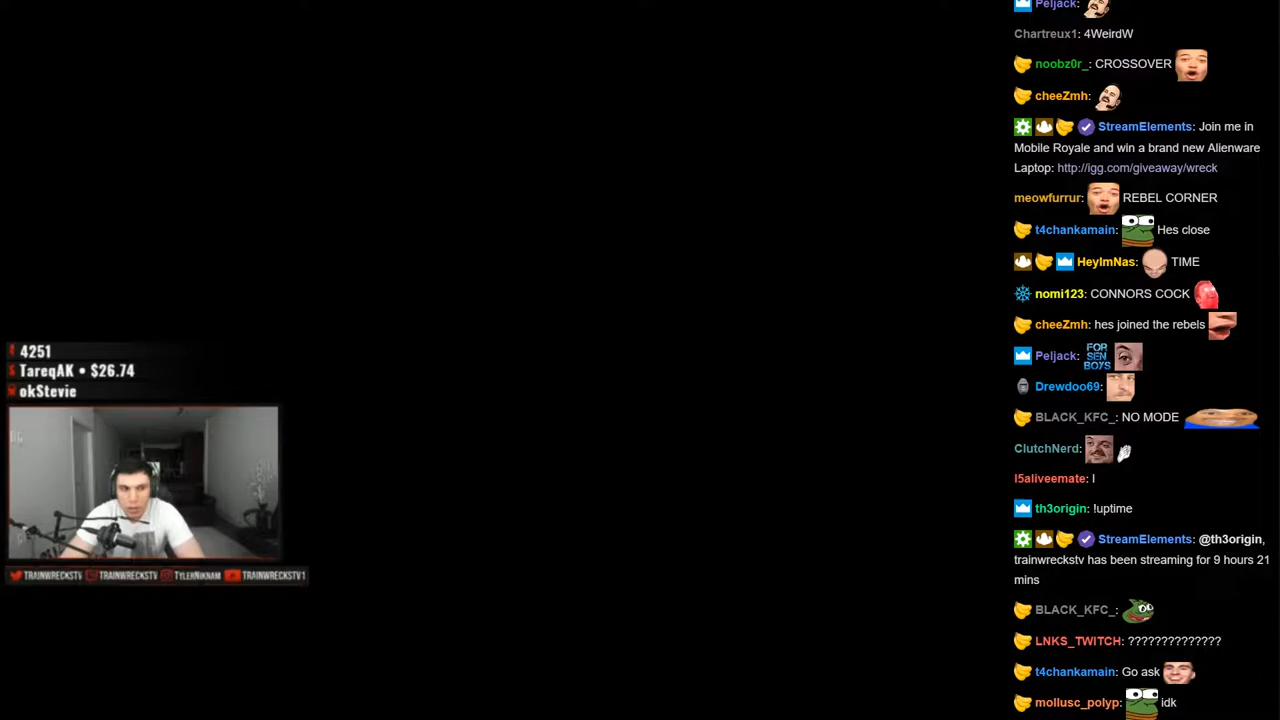 Peljack:
Chartreux1: 4WeirdW
noobz0r_: CROSSOVER
cheeZmh:
StreamElements: Join me in
Mobile Royale and win a brand new Alienware
Laptop: http://igg.com/giveaway/wreck
meowfurrur: REBEL CORNER
t4chankamain: Hes close
HeyImNas: TIME
nomi123: CONNORS COCK
cheeZmh: hes joined the rebels
Peljack: FOR
SEN
BOYS
Drewdoo69:
BLACK_KFC_: NO MODE
ClutchNerd:
l5aliveemate: l
th3origin: !uptime
StreamElements: @th3origin,
trainwreckstv has been streaming for 9 hours 21
mins
BLACK_KFC_:
LNKS_TWITCH: ??????????????
t4chankamain: Go ask
mollusc_polyp: idk
4251
TareqAK • $26.74
okStevie
TRAINWRECKSTV TRAINWRECKSTV TYLERNIKNAM TRAINWRECKSTV1